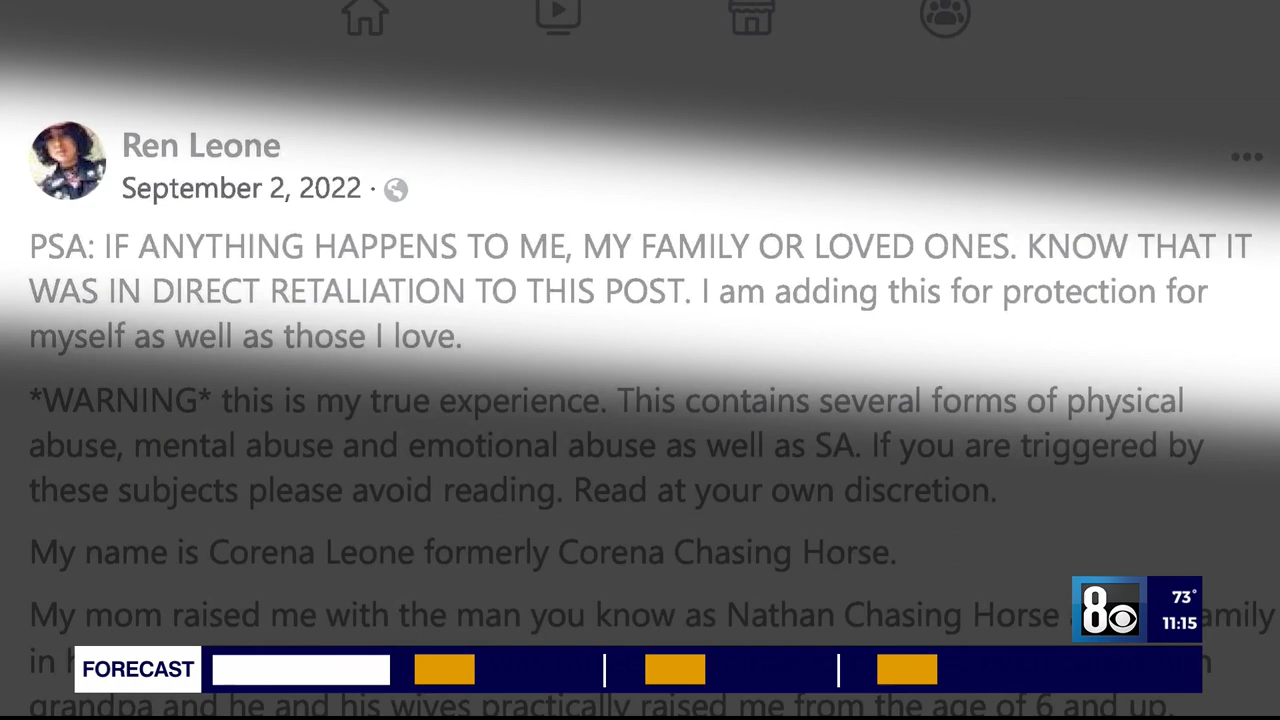 Ren Leone
September 2, 2022 ·
PSA: IF ANYTHING HAPPENS TO ME, MY FAMILY OR LOVED ONES. KNOW THAT IT
WAS IN DIRECT RETALIATION TO THIS POST. I am adding this for protection for
myself as well as those I love.
*WARNING* this is my true experience. This contains several forms of physical
abuse, mental abuse and emotional abuse as well as SA. If you are triggered by
these subjects please avoid reading. Read at your own discretion.
My name is Corena Leone formerly Corena Chasing Horse.
My mom raised me with the man you know as Nathan Chasing Horse
in
grandpa and he and his wives practically raised me from the age of 6 and up.
8
73°
11:15
FORECAST